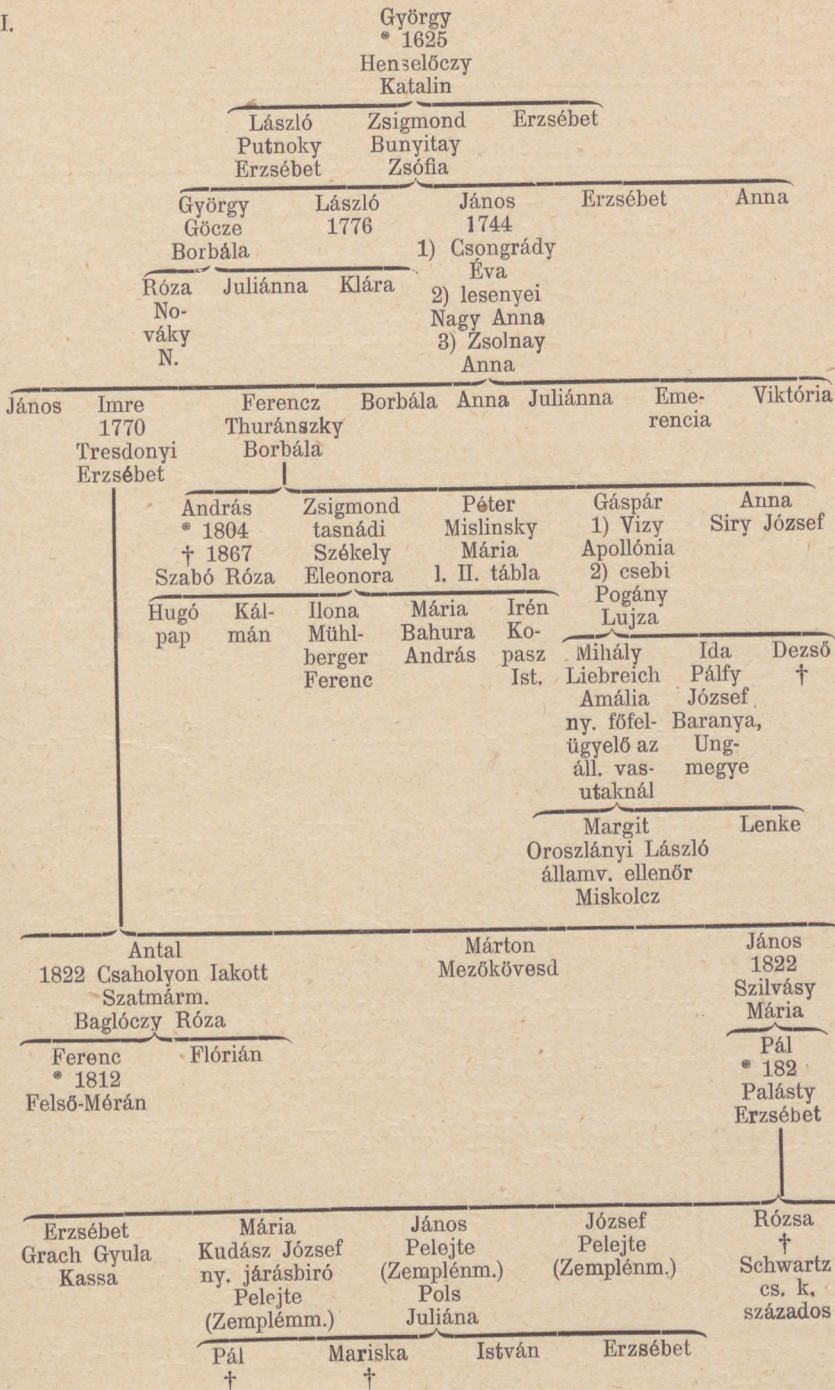 I.
György
* 1625
Henselőczy
Katalin
László
Putnoky
Erzsébet
Zsigmond
Bunyitay
Zsófia
Erzsébet
György
Göcze
Borbála
László
1776
János
1744
1) Csongrády
Éva
2) lesenyei
Nagy Anna
3) Zsolnay
Anna
Erzsébet
Anna
Róza
No-
váky
N.
Juliánna
Klára
János
Imre
1770
Tresdonyi
Erzsébet
Ferencz
Thuránszky
Borbála
Borbála
Anna
Juliánna
Eme-
rencia
Viktória
András
* 1804
† 1867
Szabó Róza
Zsigmond
tasnádi
Székely
Eleonora
Péter
Mislinsky
Mária
l. II. tábla
Gáspár
1) Vizy
Apollónia
2) csebi
Pogány
Lujza
Anna
Siry József
Hugó
pap
Kál-
mán
Ilona
Mühl-
berger
Ferenc
Mária
Bahura
András
Irén
Ko-
pasz
Ist.
Mihály
Liebreich
Amália
ny. főfel-
ügyelő az
áll. vas-
utaknál
Ida
Pálfy
József
Baranya,
Ung-
megye
Dezső
†
Margit
Oroszlányi László
államv. ellenőr
Miskolcz
Lenke
Antal
1822 Csaholyon lakott
Szatmárm.
Baglóczy Róza
Márton
Mezőkövesd
János
1822
Szilvásy
Mária
Ferenc
* 1812
Felső-Mérán
Flórián
Pál
* 182
Palásty
Erzsébet
Erzsébet
Grach Gyula
Kassa
Mária
Kudász József
ny. járásbiró
Pelejte
(Zemplémm.)
János
Pelejte
(Zemplénm.)
Pols
Juliána
József
Pelejte
(Zemplénm.)
Rózsa
†
Schwartz
cs. k.
százados
Pál
†
Mariska
†
István
Erzsébet